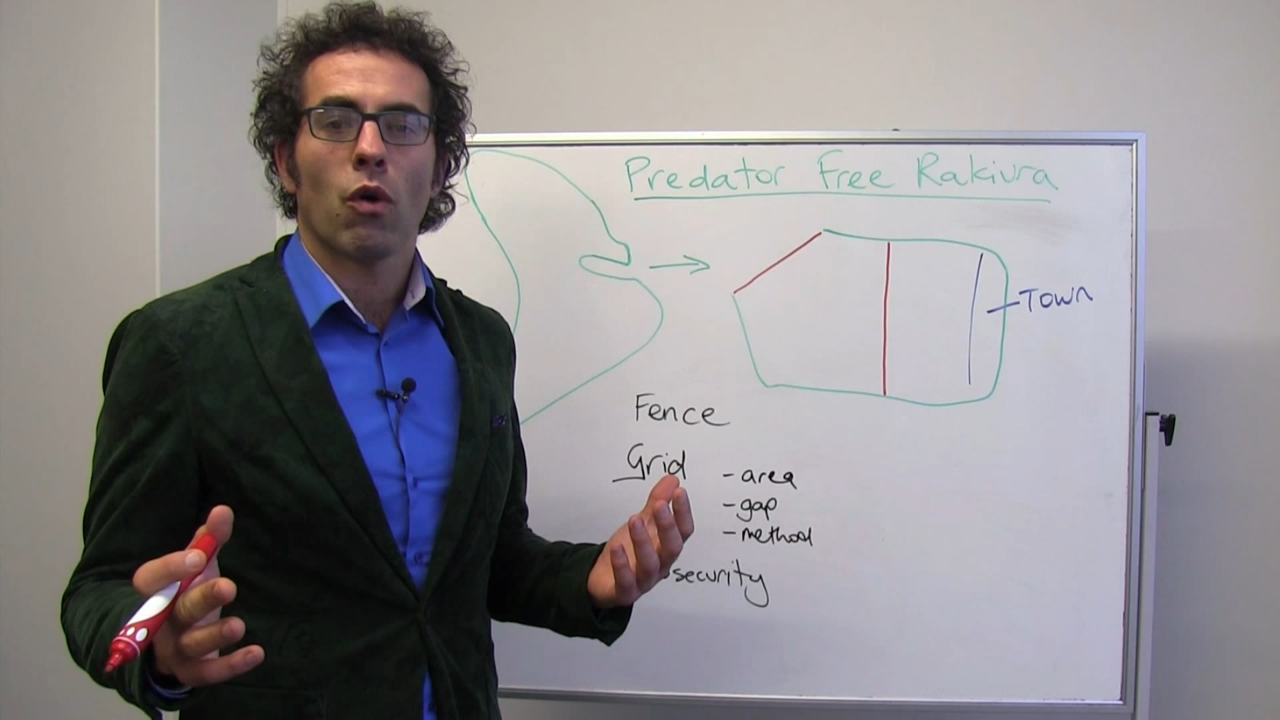 Predator Free Rakiura
Town
Fence
Grid
-area
-gap
-method
security